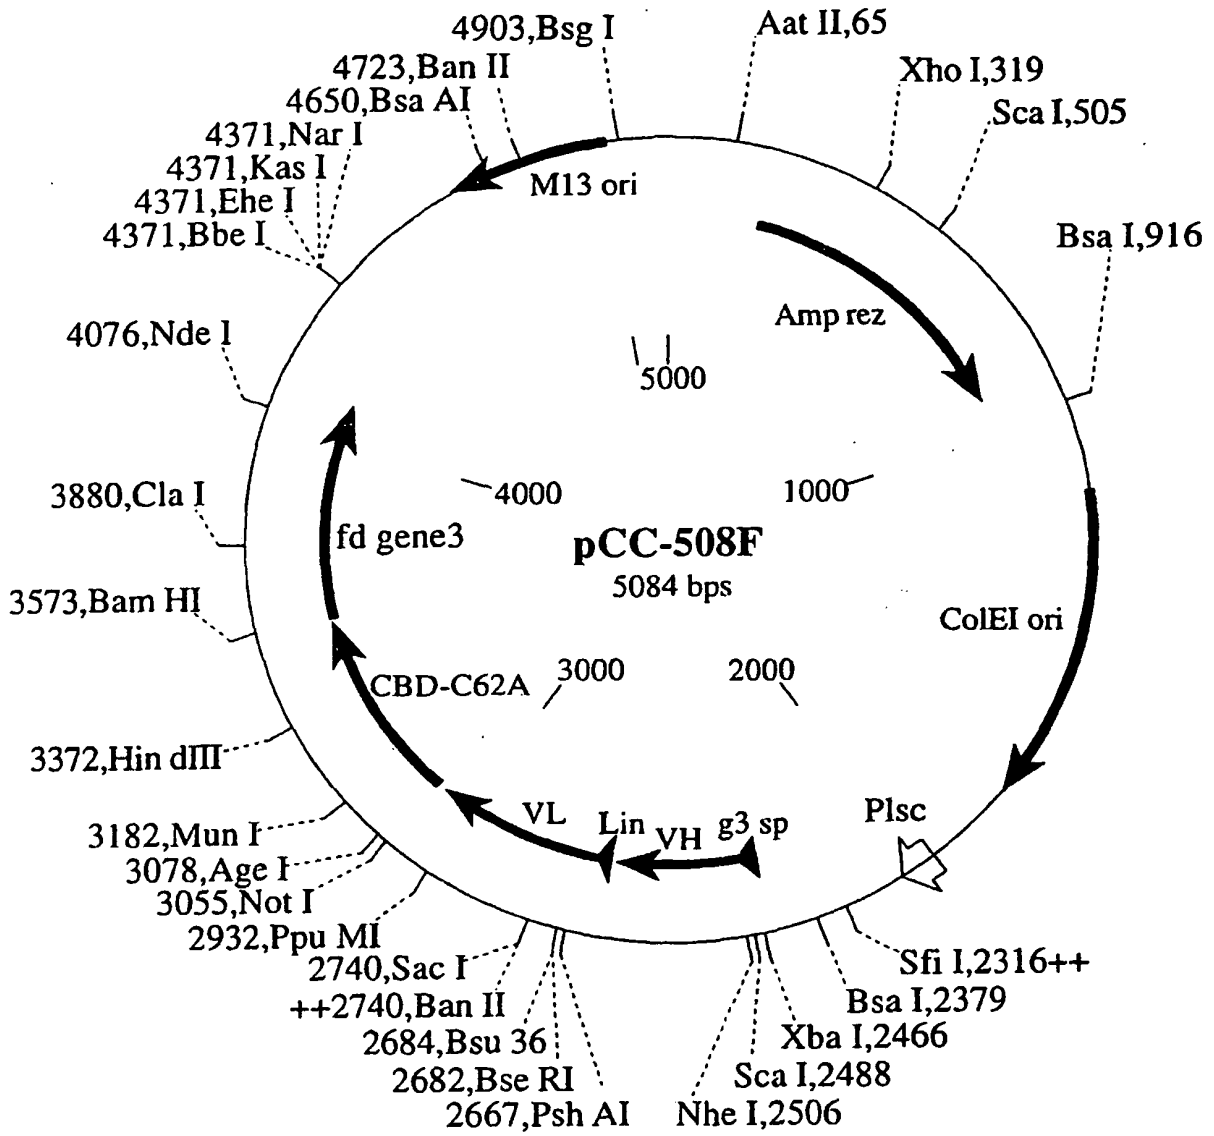 4903,Bsg I
Aat II,65
4723,Ban II
Xho I,319
4650,Bsa AI
Sca I,505
4371,Nar I
4371,Kas I
4371,Ehe I
4371,Bbe I
M13 ori
Bsa I,916
Amp rez
4076,Nde I
5000
3880,Cla I
4000
1000
fd gene3
pCC-508F
5084 bps
3573,Bam HI
ColEI ori
CBD-C62A
3000
2000
3372,Hin dIII
VL
Lin
VH
g3 sp
Plsc
3182,Mun I
3078,Age I
3055,Not I
2932,Ppu MI
2740,Sac I
Sfi I,2316++
++2740,Ban II
Bsa I,2379
2684,Bsu 36
Xba I,2466
2682,Bse RI
Sca I,2488
2667,Psh AI
Nhe I,2506